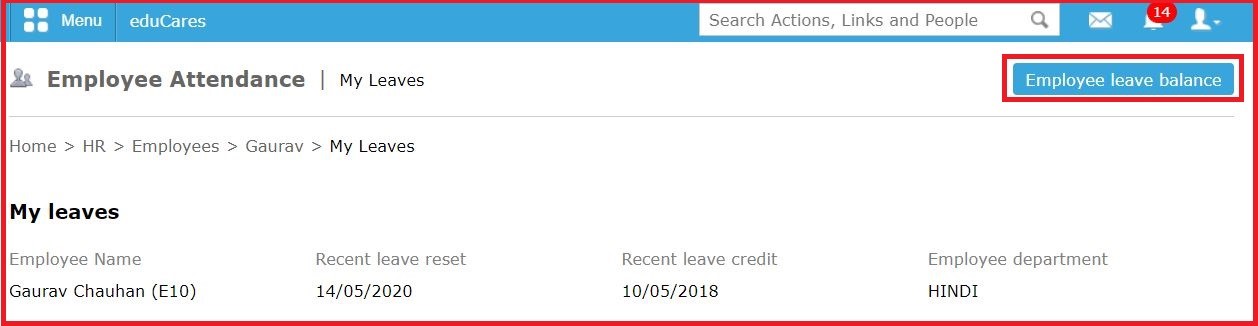 Menu eduCares Search Actions, Links and People 14
Employee Attendance | My Leaves Employee leave balance
Home > HR > Employees > Gaurav > My Leaves
My leaves
Employee Name Recent leave reset Recent leave credit Employee department
Gaurav Chauhan (E10) 14/05/2020 10/05/2018 HINDI